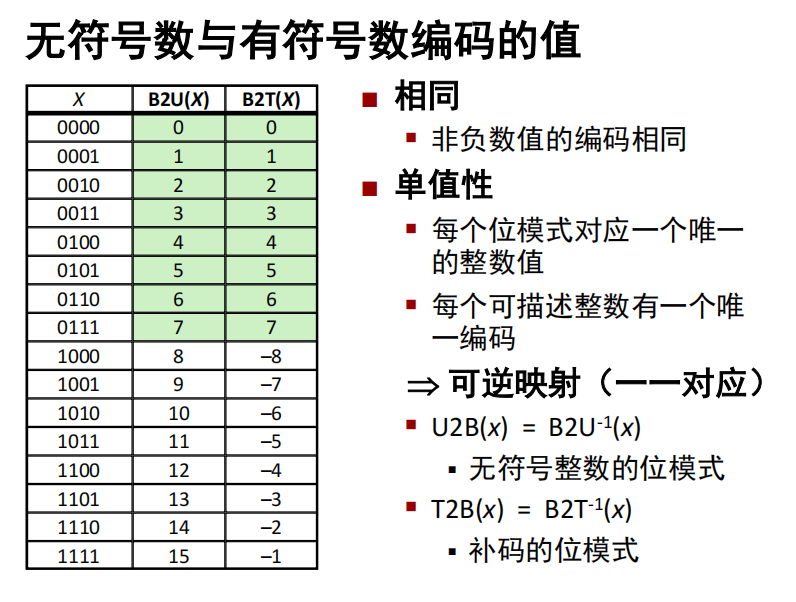 无符号数与有符号数编码的值
X B2U(X) B2T(X)
0000 0 0
0001 1 1
0010 2 2
0011 3 3
0100 4 4
0101 5 5
0110 6 6
0111 7 7
1000 8 –8
1001 9 –7
1010 10 –6
1011 11 –5
1100 12 –4
1101 13 –3
1110 14 –2
1111 15 –1
■ 相同
▪ 非负数值的编码相同
■ 单值性
▪ 每个位模式对应一个唯一
的整数值
▪ 每个可描述整数有一个唯
一编码
⇒ 可逆映射（一一对应）
▪ U2B(x) = B2U⁻¹(x)
▪ 无符号整数的位模式
▪ T2B(x) = B2T⁻¹(x)
▪ 补码的位模式